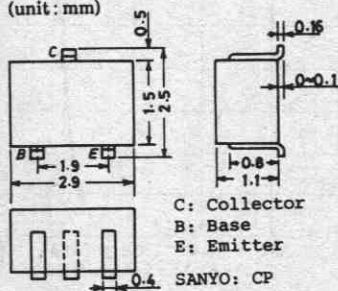 (unit: mm)
0.5
0.16
C
1.5
2.5
0~0.1
B
E
1.9
0.8
2.9
1.1
C: Collector
B: Base
E: Emitter
0.4
SANYO: CP